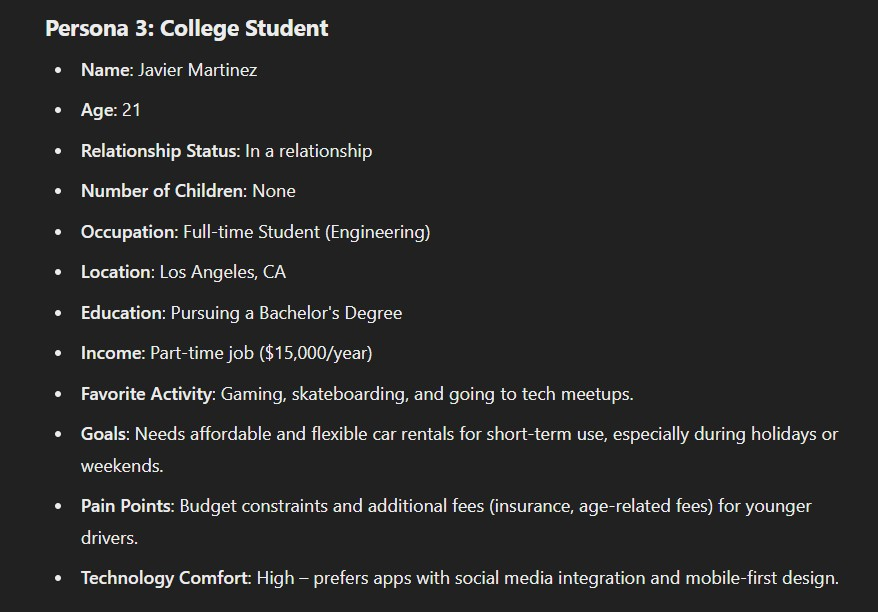 Persona 3: College Student
• Name: Javier Martinez
• Age: 21
• Relationship Status: In a relationship
• Number of Children: None
• Occupation: Full-time Student (Engineering)
• Location: Los Angeles, CA
• Education: Pursuing a Bachelor's Degree
• Income: Part-time job ($15,000/year)
• Favorite Activity: Gaming, skateboarding, and going to tech meetups.
• Goals: Needs affordable and flexible car rentals for short-term use, especially during holidays or
weekends.
• Pain Points: Budget constraints and additional fees (insurance, age-related fees) for younger
drivers.
• Technology Comfort: High – prefers apps with social media integration and mobile-first design.